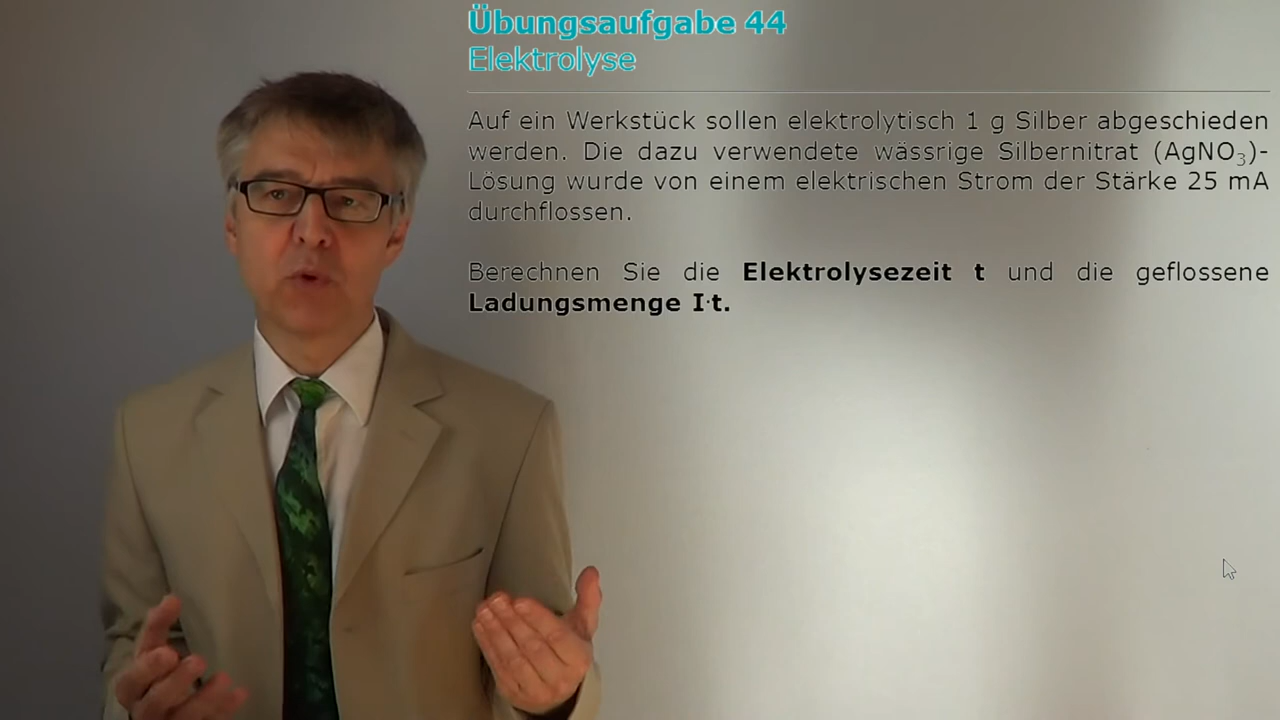 Übungsaufgabe 44
Elektrolyse
Auf ein Werkstück sollen elektrolytisch 1 g Silber abgeschieden
werden. Die dazu verwendete wässrige Silbernitrat (AgNO₃)-
Lösung wurde von einem elektrischen Strom der Stärke 25 mA
durchflossen.
Berechnen Sie die Elektrolysezeit t und die geflossene
Ladungsmenge I·t.